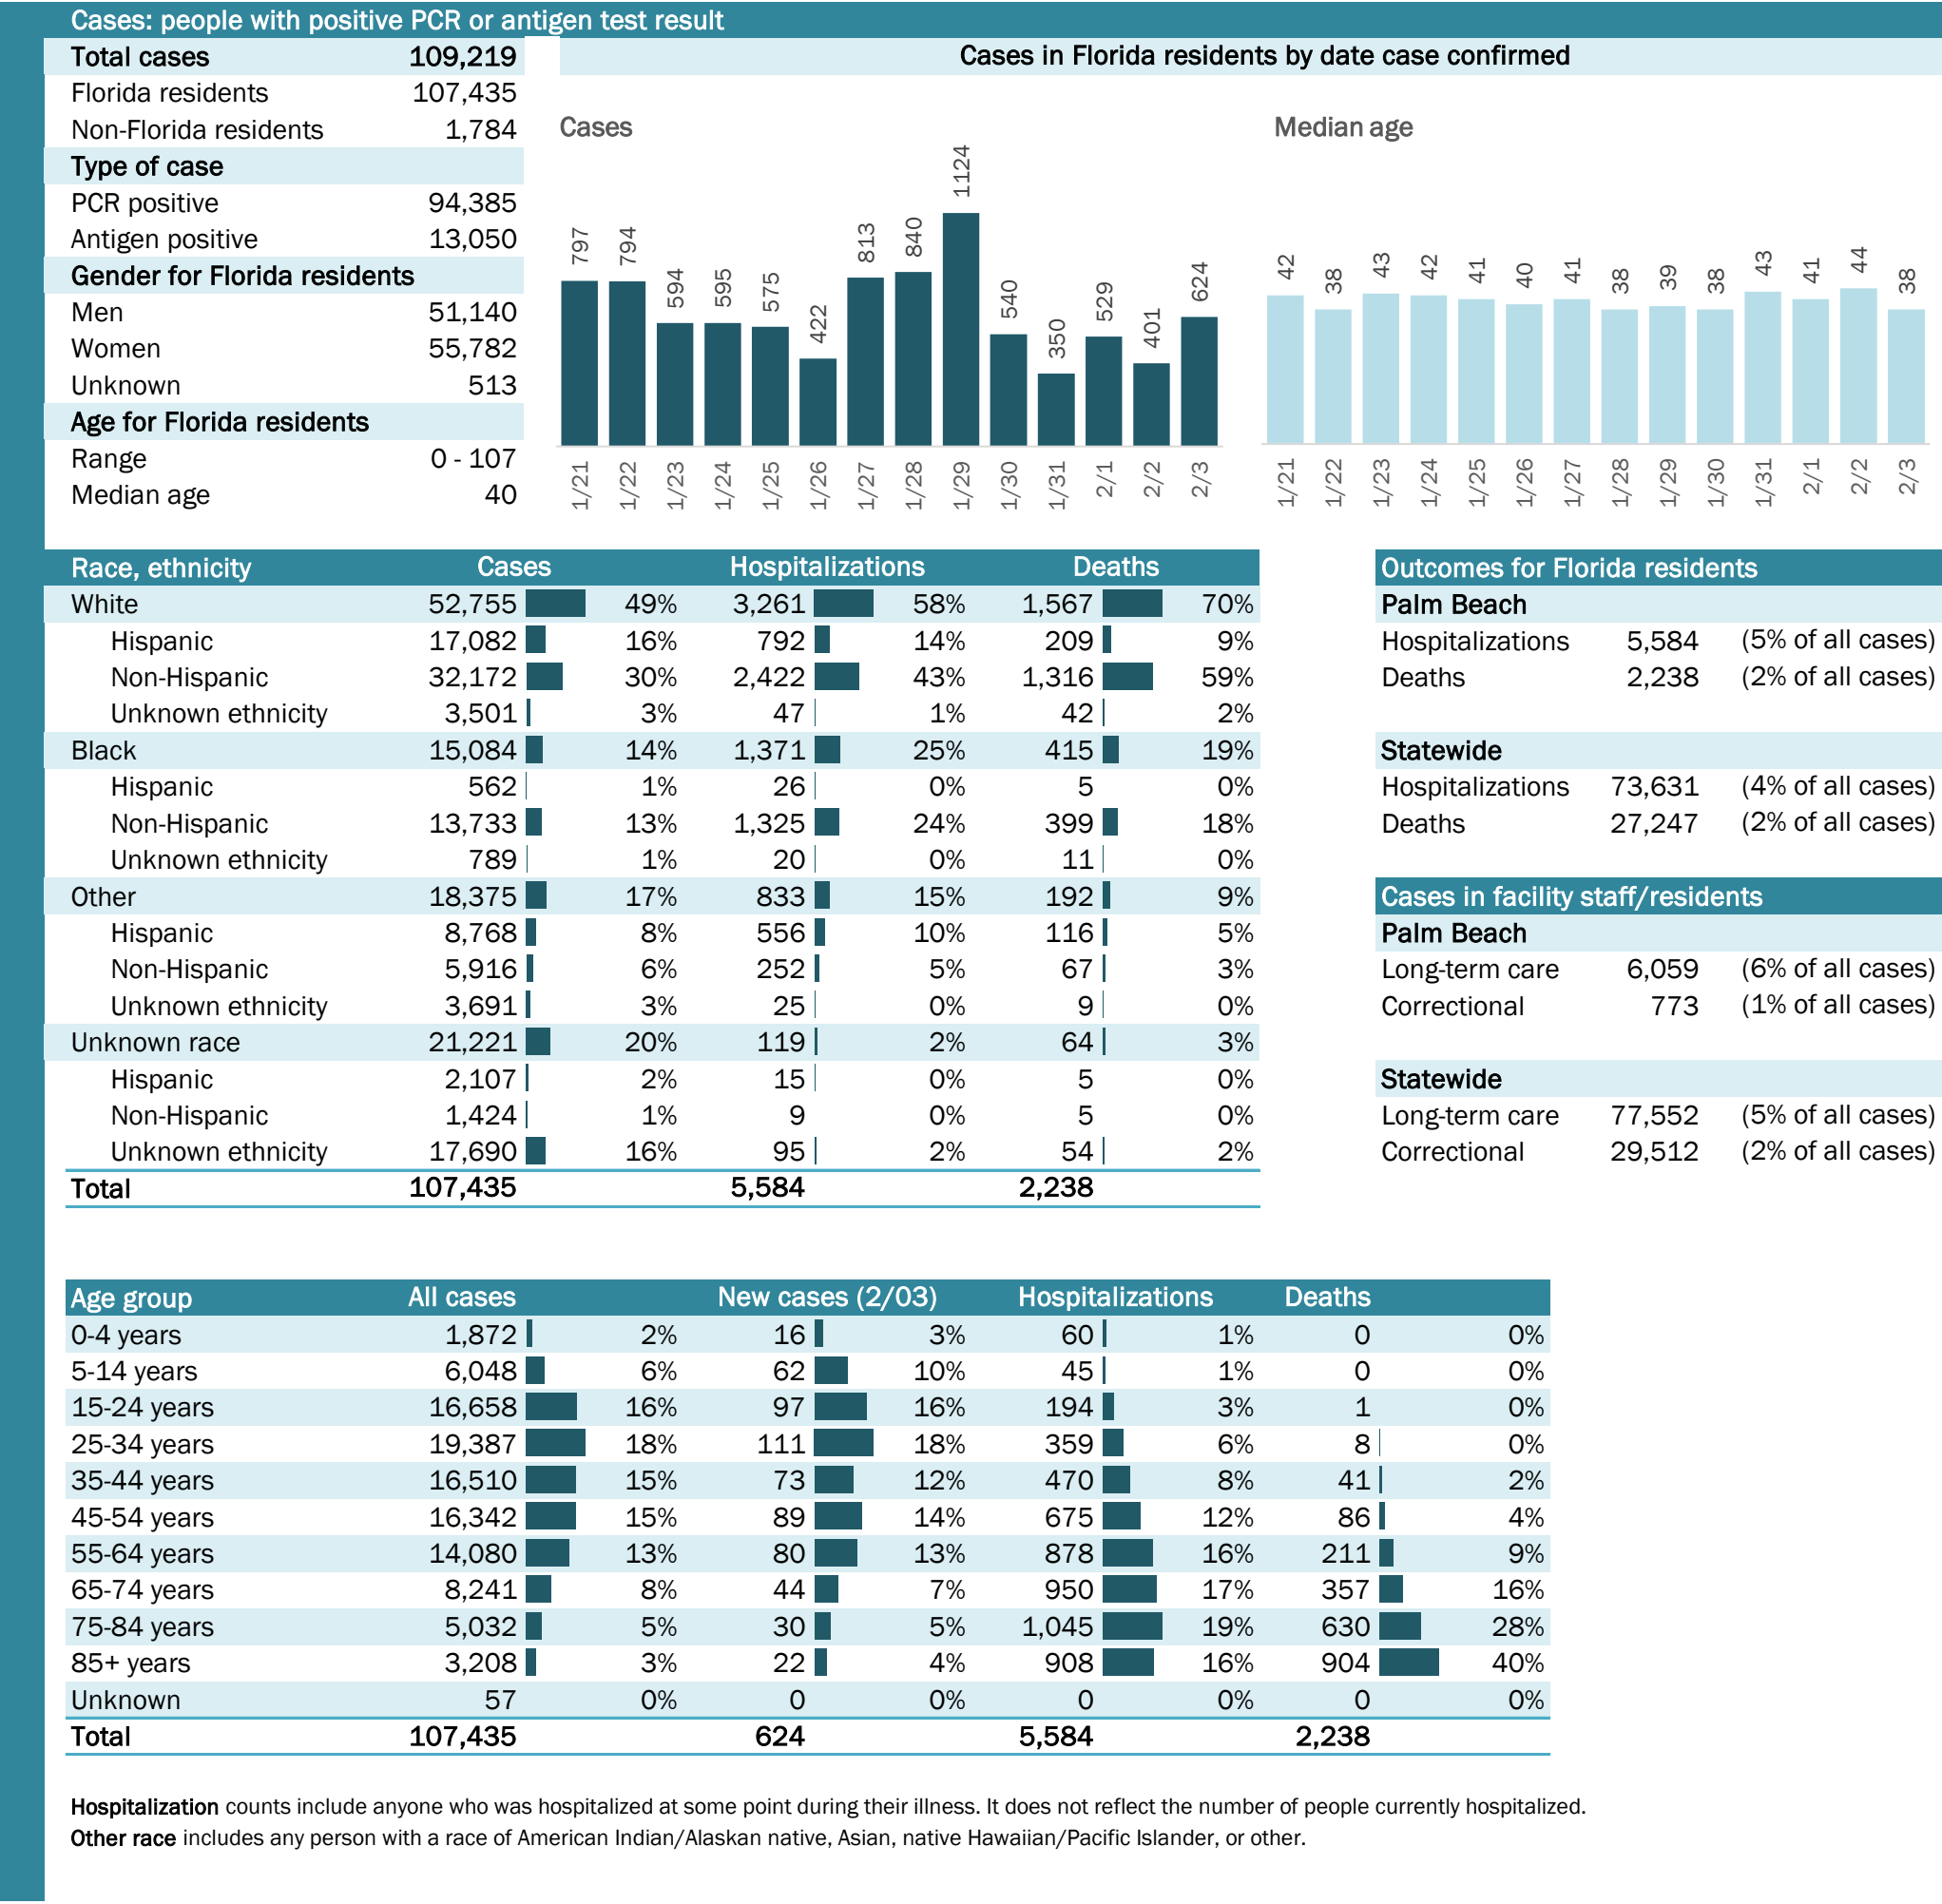 Cases: people with positive PCR or antigen test result
Total cases 109,219
Florida residents 107,435
Non-Florida residents 1,784
Type of case
PCR positive 94,385
Antigen positive 13,050
Gender for Florida residents
Men 51,140
Women 55,782
Unknown 513
Age for Florida residents
Range 0 - 107
Median age 40
Cases in Florida residents by date case confirmed
Cases
797 794 594 595 575 422 813 840 1124 540 350 529 401 624
1/21 1/22 1/23 1/24 1/25 1/26 1/27 1/28 1/29 1/30 1/31 2/1 2/2 2/3
Median age
42 38 43 42 41 40 41 38 39 38 43 41 44 38
1/21 1/22 1/23 1/24 1/25 1/26 1/27 1/28 1/29 1/30 1/31 2/1 2/2 2/3
Race, ethnicity Cases Hospitalizations Deaths
White 52,755 49% 3,261 58% 1,567 70%
Hispanic 17,082 16% 792 14% 209 9%
Non-Hispanic 32,172 30% 2,422 43% 1,316 59%
Unknown ethnicity 3,501 3% 47 1% 42 2%
Black 15,084 14% 1,371 25% 415 19%
Hispanic 562 1% 26 0% 5 0%
Non-Hispanic 13,733 13% 1,325 24% 399 18%
Unknown ethnicity 789 1% 20 0% 11 0%
Other 18,375 17% 833 15% 192 9%
Hispanic 8,768 8% 556 10% 116 5%
Non-Hispanic 5,916 6% 252 5% 67 3%
Unknown ethnicity 3,691 3% 25 0% 9 0%
Unknown race 21,221 20% 119 2% 64 3%
Hispanic 2,107 2% 15 0% 5 0%
Non-Hispanic 1,424 1% 9 0% 5 0%
Unknown ethnicity 17,690 16% 95 2% 54 2%
Total 107,435 5,584 2,238
Outcomes for Florida residents
Palm Beach
Hospitalizations 5,584 (5% of all cases)
Deaths 2,238 (2% of all cases)
Statewide
Hospitalizations 73,631 (4% of all cases)
Deaths 27,247 (2% of all cases)
Cases in facility staff/residents
Palm Beach
Long-term care 6,059 (6% of all cases)
Correctional 773 (1% of all cases)
Statewide
Long-term care 77,552 (5% of all cases)
Correctional 29,512 (2% of all cases)
Age group All cases New cases (2/03) Hospitalizations Deaths
0-4 years 1,872 2% 16 3% 60 1% 0 0%
5-14 years 6,048 6% 62 10% 45 1% 0 0%
15-24 years 16,658 16% 97 16% 194 3% 1 0%
25-34 years 19,387 18% 111 18% 359 6% 8 0%
35-44 years 16,510 15% 73 12% 470 8% 41 2%
45-54 years 16,342 15% 89 14% 675 12% 86 4%
55-64 years 14,080 13% 80 13% 878 16% 211 9%
65-74 years 8,241 8% 44 7% 950 17% 357 16%
75-84 years 5,032 5% 30 5% 1,045 19% 630 28%
85+ years 3,208 3% 22 4% 908 16% 904 40%
Unknown 57 0% 0 0% 0 0% 0 0%
Total 107,435 624 5,584 2,238
Hospitalization counts include anyone who was hospitalized at some point during their illness. It does not reflect the number of people currently hospitalized.
Other race includes any person with a race of American Indian/Alaskan native, Asian, native Hawaiian/Pacific Islander, or other.